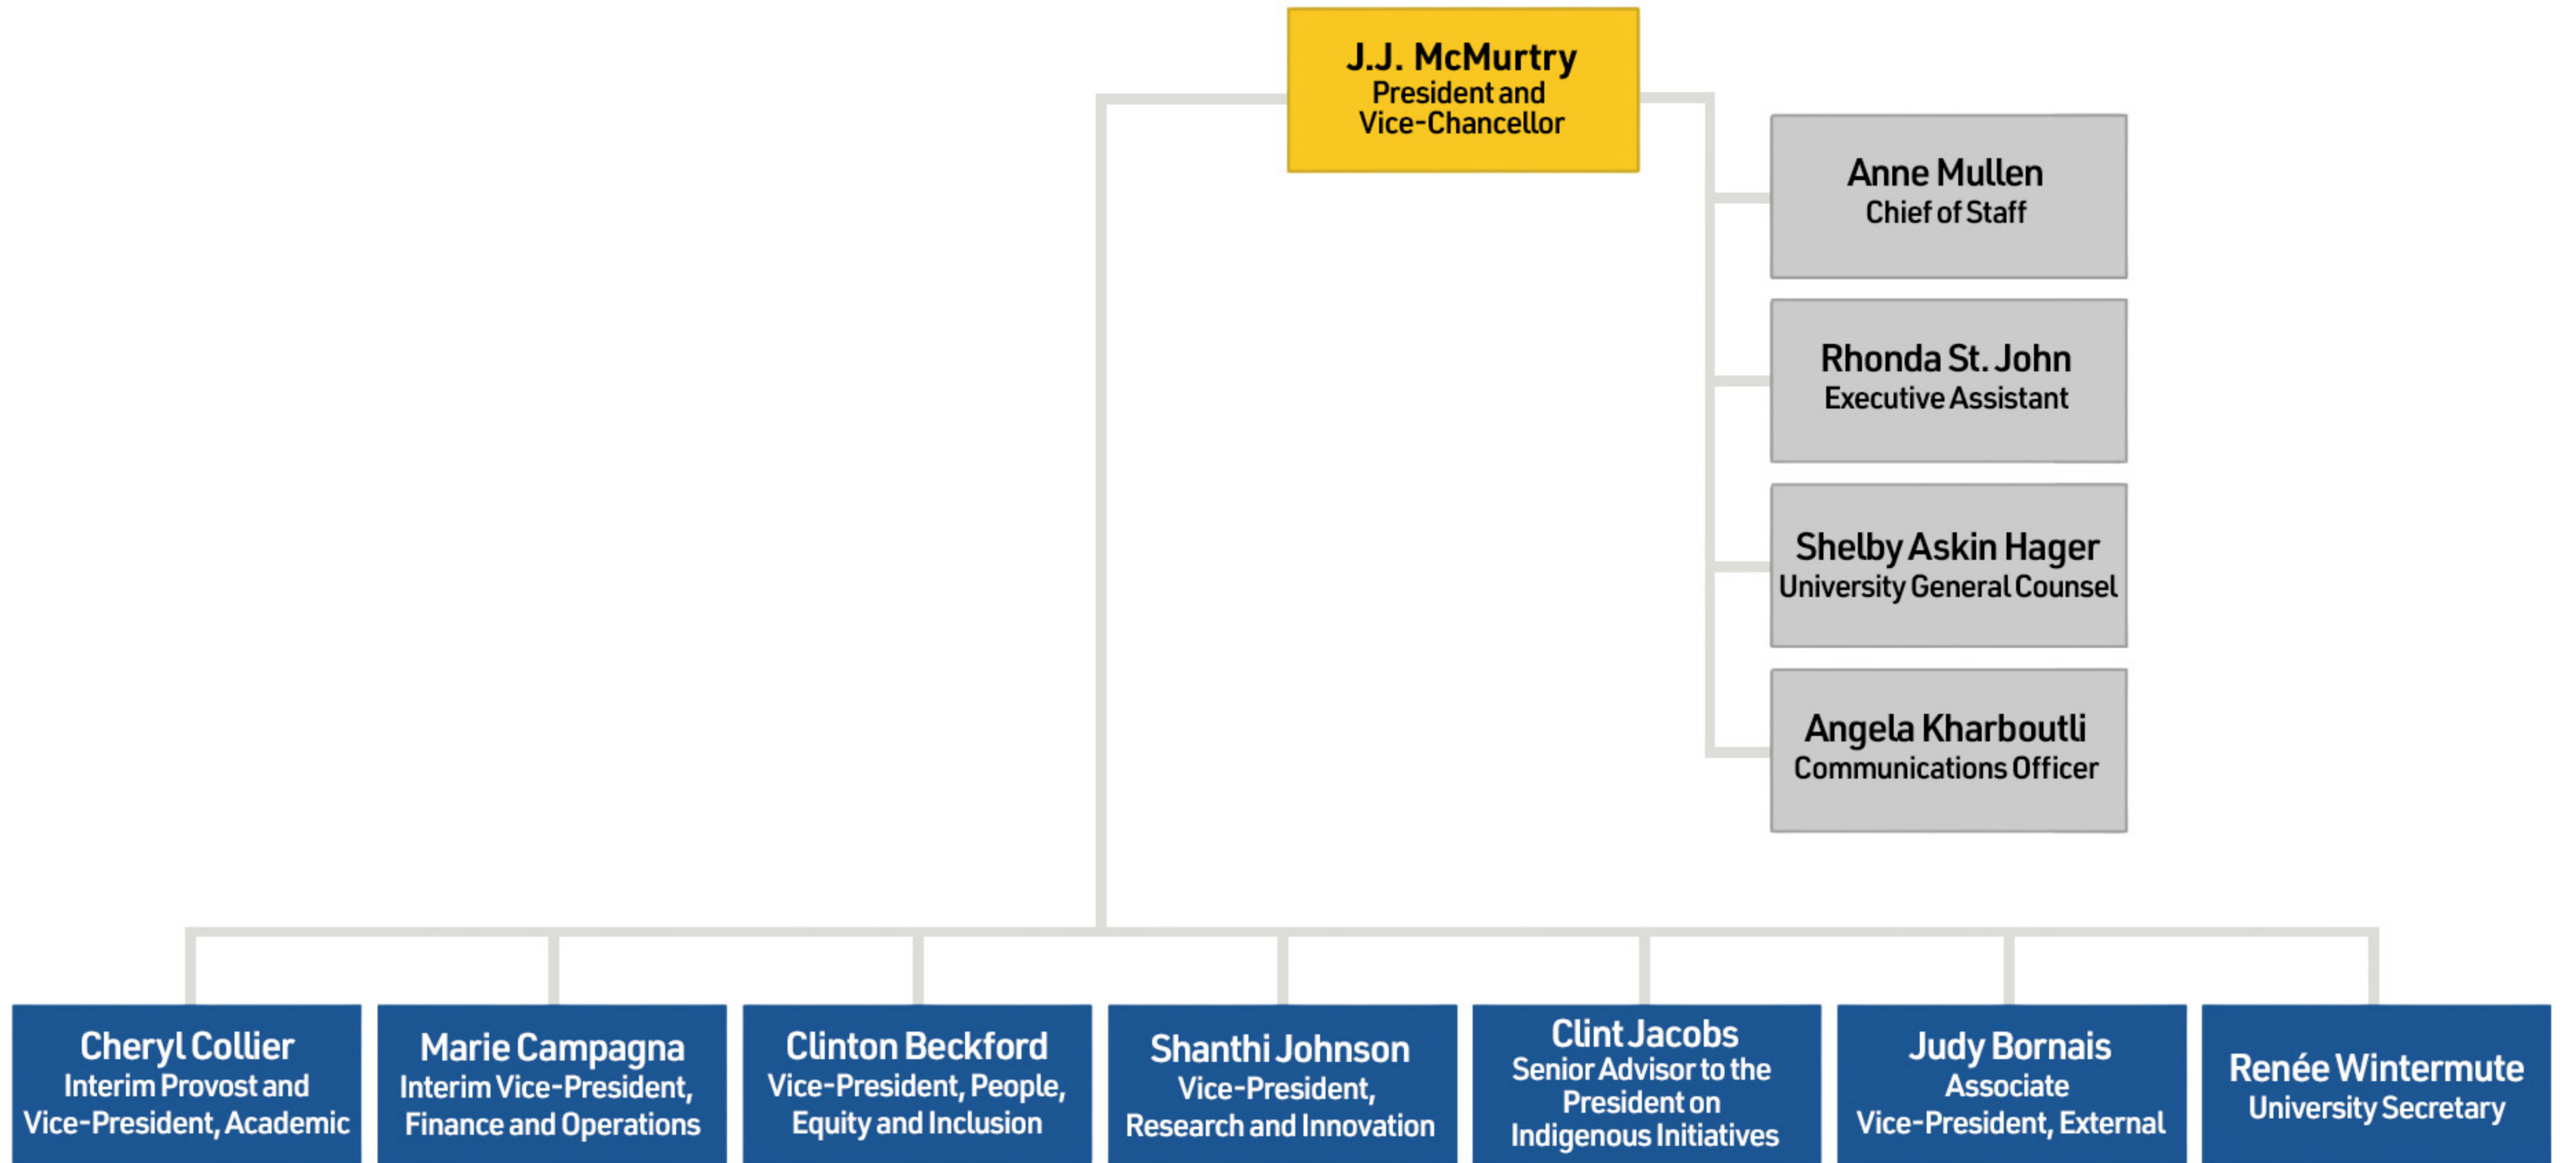 J.J. McMurtry
President and
Vice-Chancellor
Anne Mullen
Chief of Staff
Rhonda St. John
Executive Assistant
Shelby Askin Hager
University General Counsel
Angela Kharboutli
Communications Officer
Cheryl Collier
Interim Provost and
Vice-President, Academic
Marie Campagna
Interim Vice-President,
Finance and Operations
Clinton Beckford
Vice-President, People,
Equity and Inclusion
Shanthi Johnson
Vice-President,
Research and Innovation
Clint Jacobs
Senior Advisor to the
President on
Indigenous Initiatives
Judy Bornais
Associate
Vice-President, External
Renée Wintermute
University Secretary